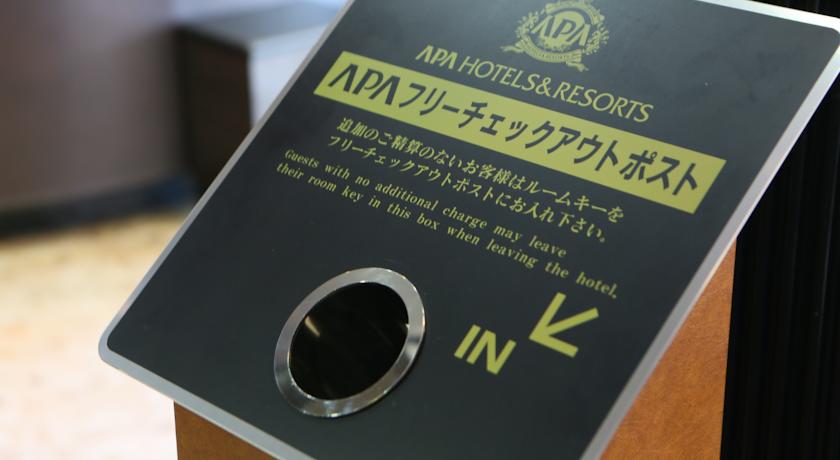 APA
APA HOTELS&RESORTS
APAフリーチェックアウトポスト
追加のご精算のないお客様はルームキーを
フリーチェックアウトポストにお入れ下さい。
Guests with no additional charge may leave
their room key in this box when leaving the hotel.
IN